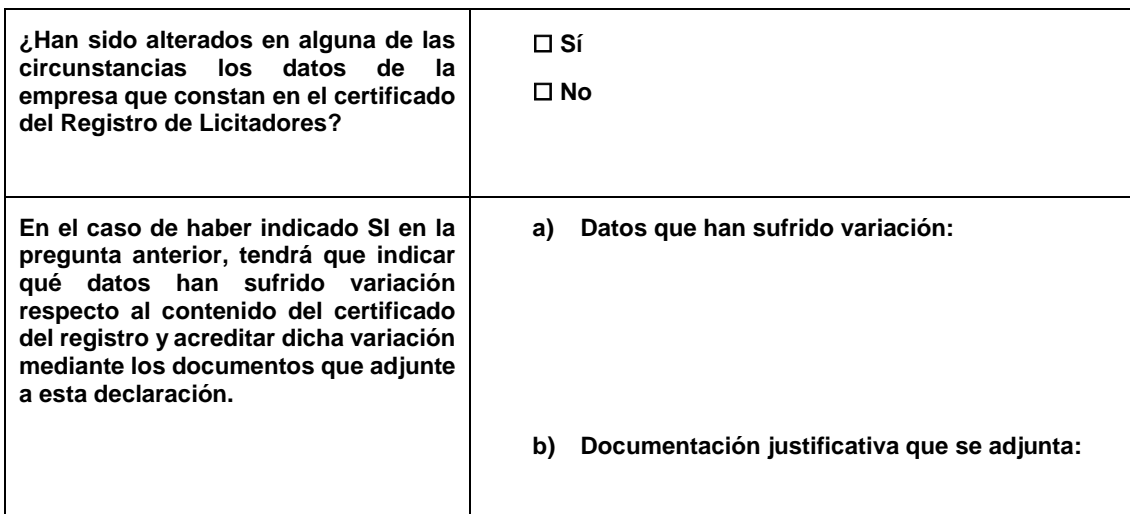 ¿Han sido alterados en alguna de las
circunstancias los datos de la
empresa que constan en el certificado
del Registro de Licitadores?
☐ Sí
☐ No
En el caso de haber indicado SI en la
pregunta anterior, tendrá que indicar
qué datos han sufrido variación
respecto al contenido del certificado
del registro y acreditar dicha variación
mediante los documentos que adjunte
a esta declaración.
a) Datos que han sufrido variación:
b) Documentación justificativa que se adjunta: